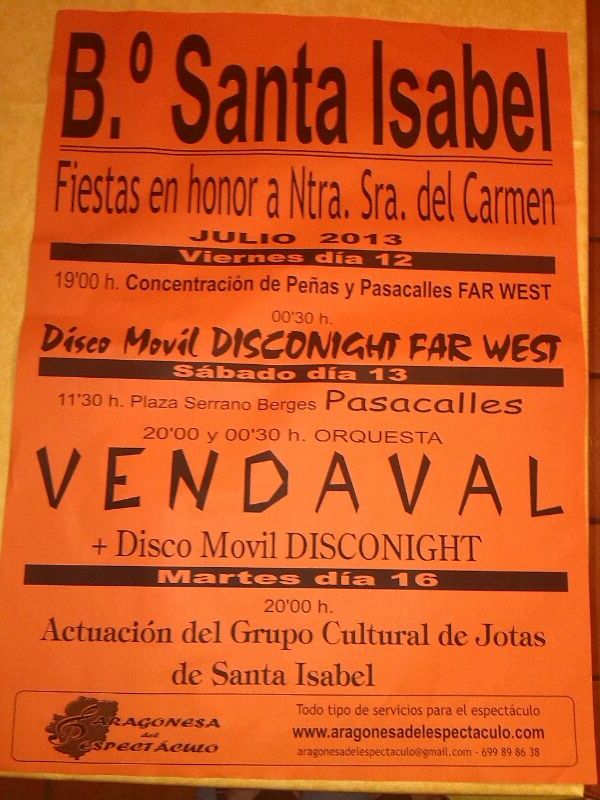 B.º Santa Isabel
Fiestas en honor a Ntra. Sra. del Carmen
JULIO 2013
Viernes día 12
19'00 h. Concentración de Peñas y Pasacalles FAR WEST
00'30 h.
Disco Movil DISCONIGHT FAR WEST
Sábado día 13
11'30 h. Plaza Serrano Berges Pasacalles
20'00 y 00'30 h. ORQUESTA
VENDAVAL
+ Disco Movil DISCONIGHT
Martes día 16
20'00 h.
Actuación del Grupo Cultural de Jotas
de Santa Isabel
ARAGONESA
del
ESPECTÁCULO
Todo tipo de servicios para el espectáculo
www.aragonesadelespectaculo.com
aragonesadelespectaculo@gmail.com - 699 89 86 38